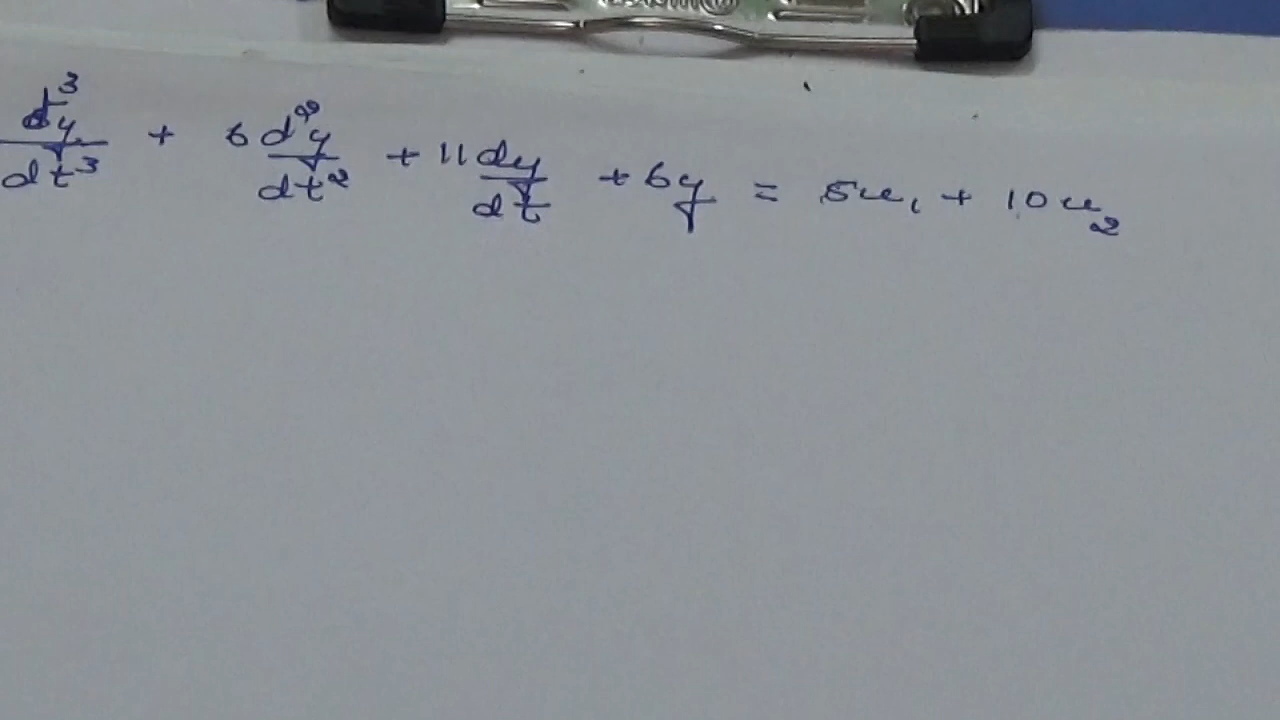 d³y/dt³ + 6 d²y/dt² + 11 dy/dt + 6y = 5u₁ + 10u₂